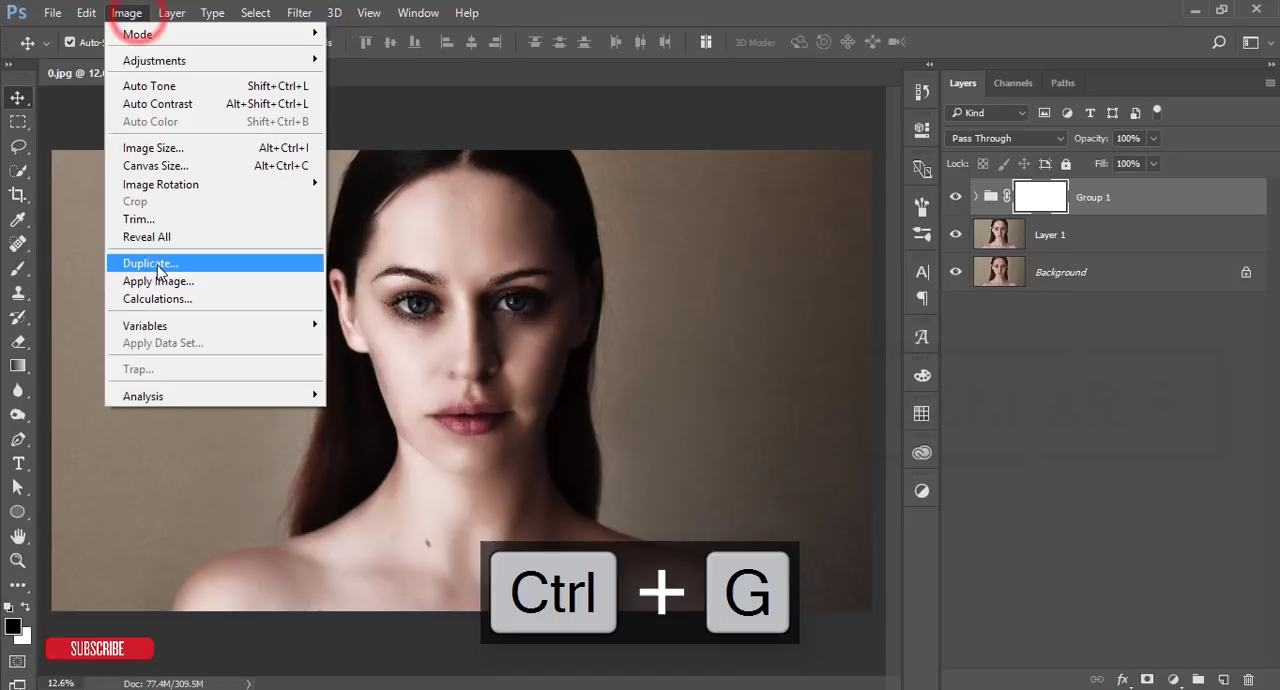 Ps File Edit Image Layer Type Select Filter 3D View Window Help
Auto-S
3D Mode:
0.jpg @ 12.6
Mode
Adjustments
Auto Tone Shift+Ctrl+L
Auto Contrast Alt+Shift+Ctrl+L
Auto Color Shift+Ctrl+B
Image Size... Alt+Ctrl+I
Canvas Size... Alt+Ctrl+C
Image Rotation
Crop
Trim...
Reveal All
Duplicate...
Apply Image...
Calculations...
Variables
Apply Data Set...
Trap...
Analysis
Layers Channels Paths
Kind
Pass Through Opacity: 100%
Lock: Fill: 100%
Group 1
Layer 1
Background
Ctrl + G
SUBSCRIBE
12.6% Doc: 77.4M/309.5M
fx